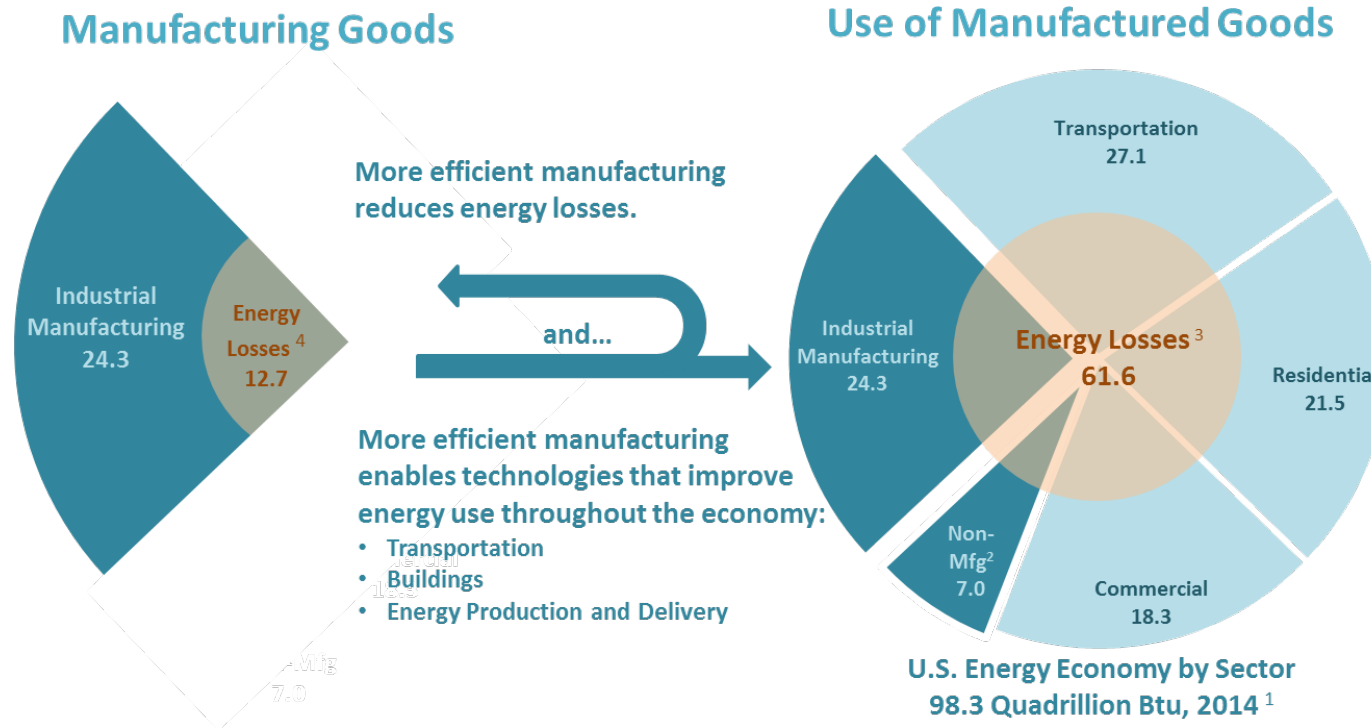 Manufacturing Goods
Use of Manufactured Goods
Industrial
Manufacturing
24.3
Energy
Losses 4
12.7
More efficient manufacturing
reduces energy losses.
and...
More efficient manufacturing
enables technologies that improve
energy use throughout the economy:
• Transportation
• Buildings
• Energy Production and Delivery
Mfg
7.0
Transportation
27.1
Industrial
Manufacturing
24.3
Energy Losses 3
61.6
Residentia
21.5
Non-
Mfg2
7.0
Commercial
18.3
U.S. Energy Economy by Sector
98.3 Quadrillion Btu, 2014 1